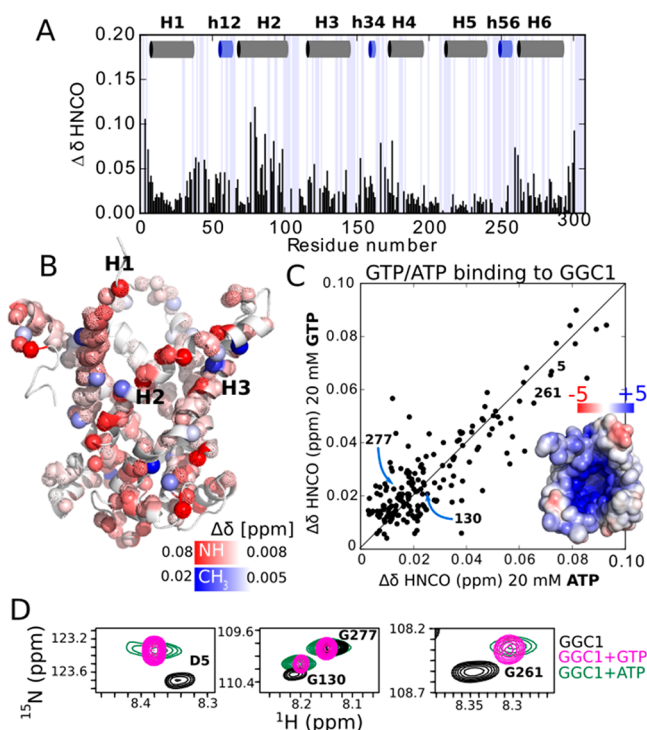 H1 h12 H2 H3 h34 H4 H5 h56 H6
A
0.20
0.15
0.10
0.05
0.00
Δ δ HNCO
0 50 100 150 200 250 300
Residue number
B
H1
H2
H3
Δδ [ppm]
0.08 NH 0.008
0.02 CH3 0.005
C
GTP/ATP binding to GGC1
0.10
0.08
0.06
0.04
0.02
0
Δδ HNCO (ppm) 20 mM GTP
5
261
277
130
-5 +5
0 0.02 0.04 0.06 0.08 0.10
Δδ HNCO (ppm) 20 mM ATP
D
15N (ppm)
123.2
123.6
D5
8.4 8.3
109.6
110.4
G277
G130
8.2 8.1
1H (ppm)
108.2
108.7
G261
8.35 8.3
GGC1
GGC1+GTP
GGC1+ATP